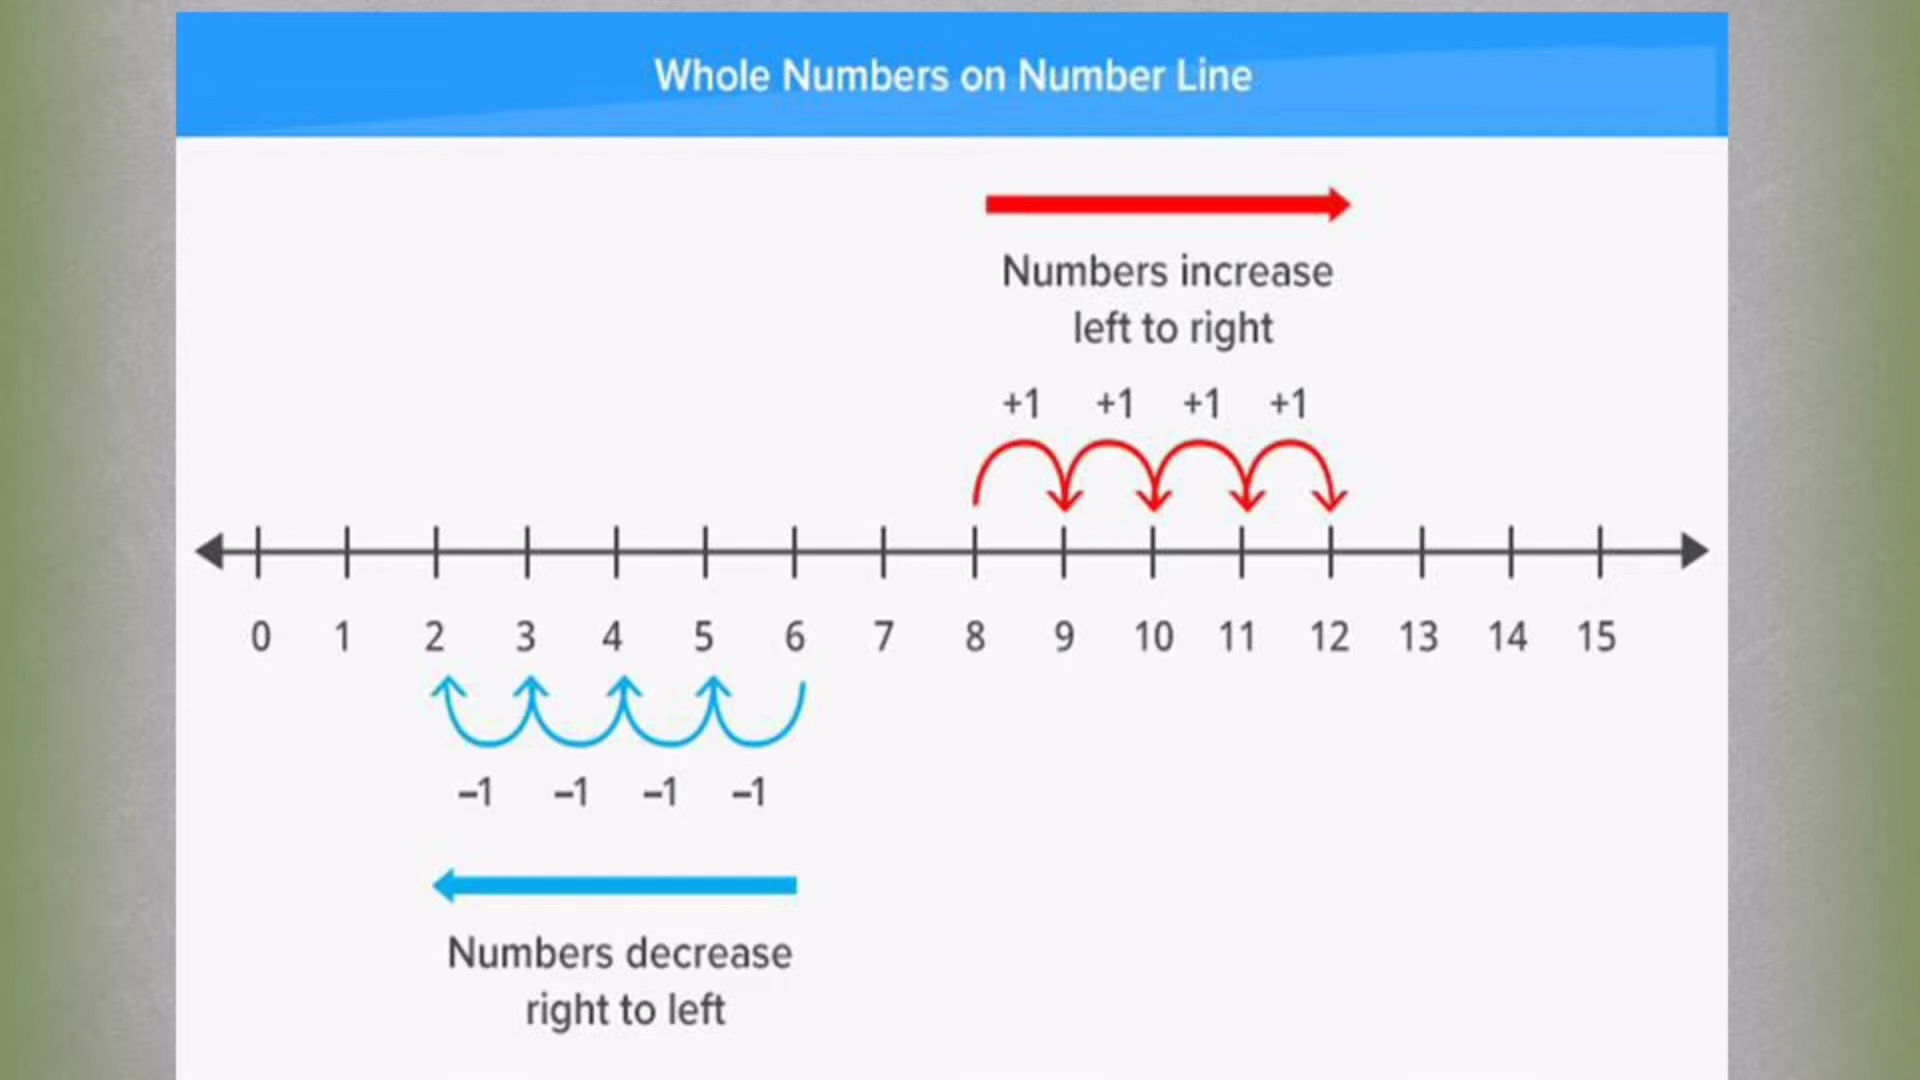 Whole Numbers on Number Line
Numbers increase
left to right
+1 +1 +1 +1
0 1 2 3 4 5 6 7 8 9 10 11 12 13 14 15
–1 –1 –1 –1
Numbers decrease
right to left